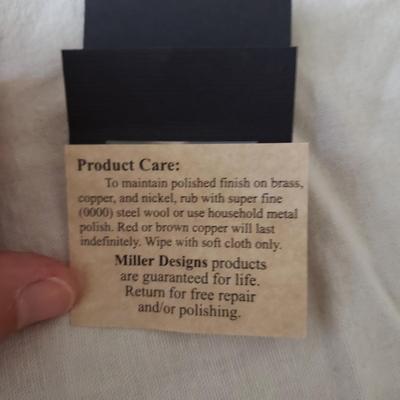 Product Care:
To maintain polished finish on brass,
copper, and nickel, rub with super fine
(0000) steel wool or use household metal
polish. Red or brown copper will last
indefinitely. Wipe with soft cloth only.
Miller Designs products
are guaranteed for life.
Return for free repair
and/or polishing.